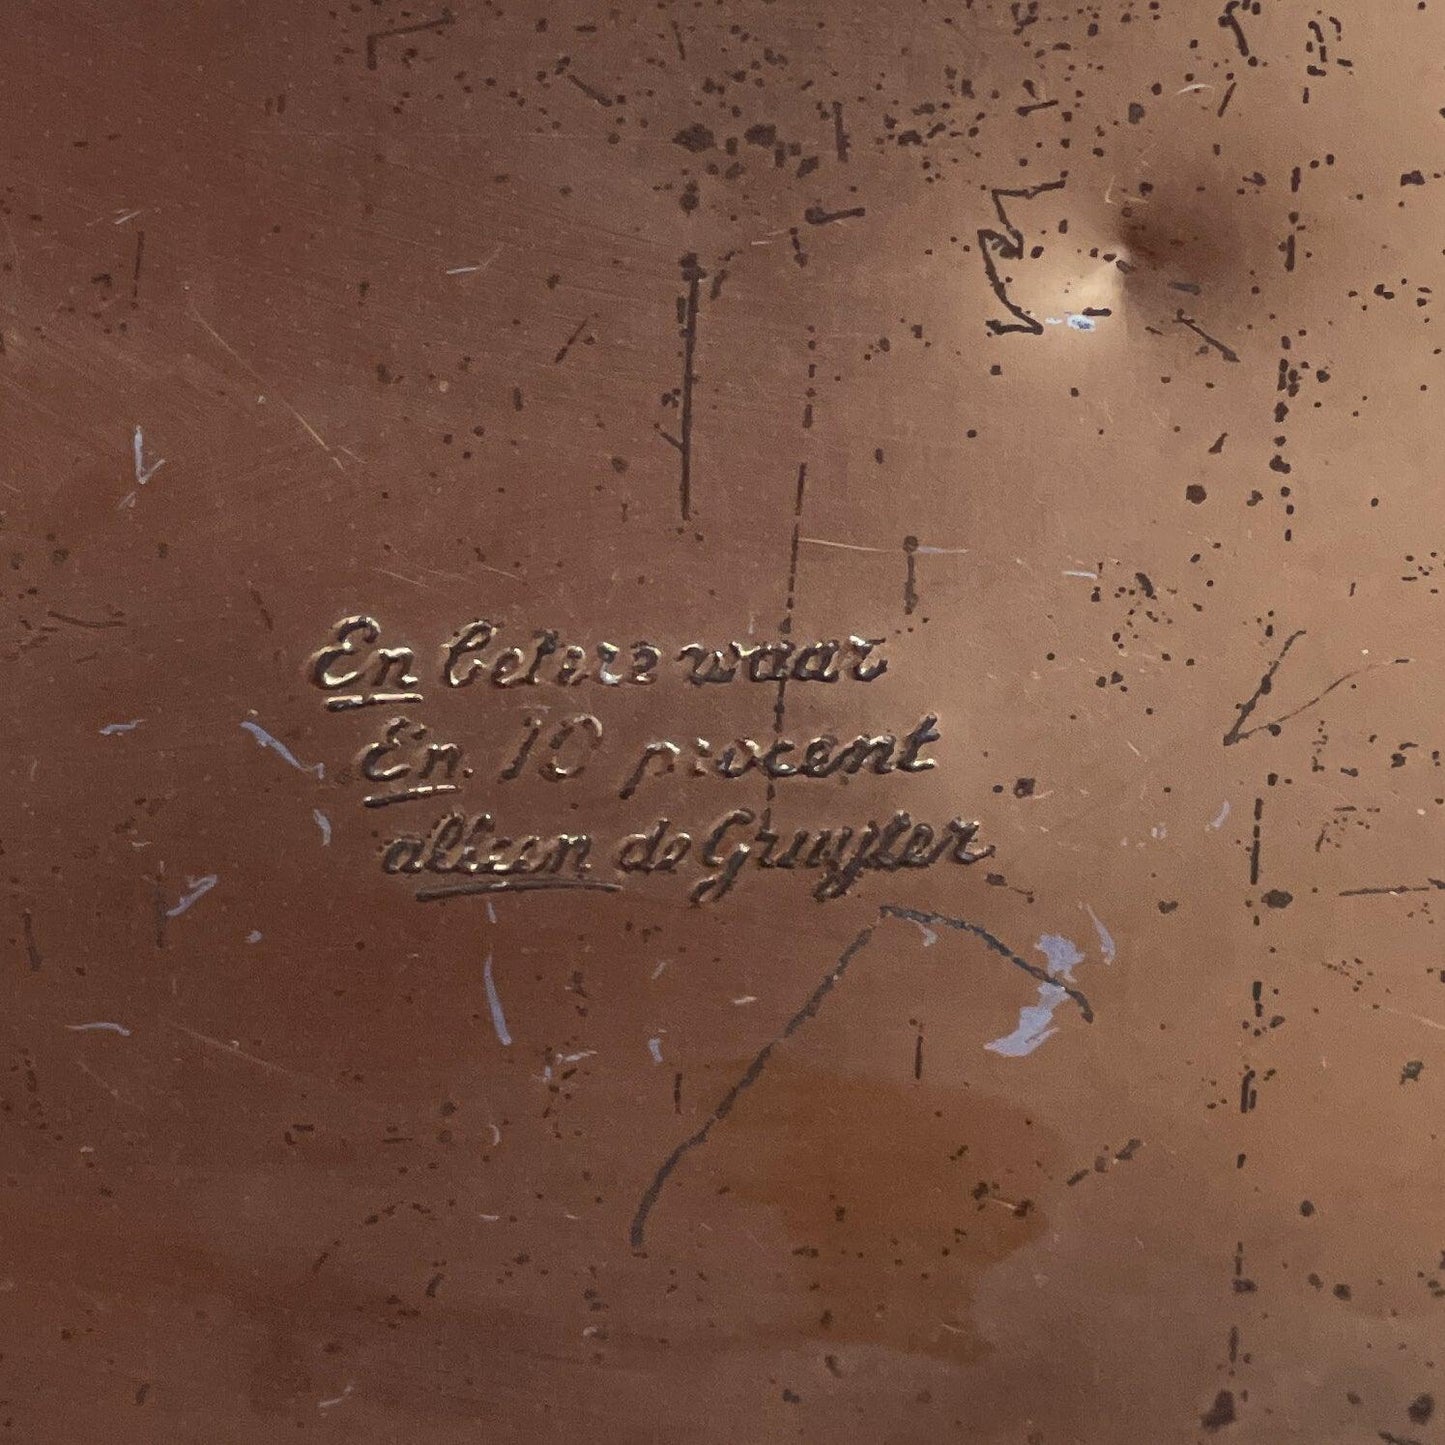 En betere waar
En 10 procent
alleen de Gruyter